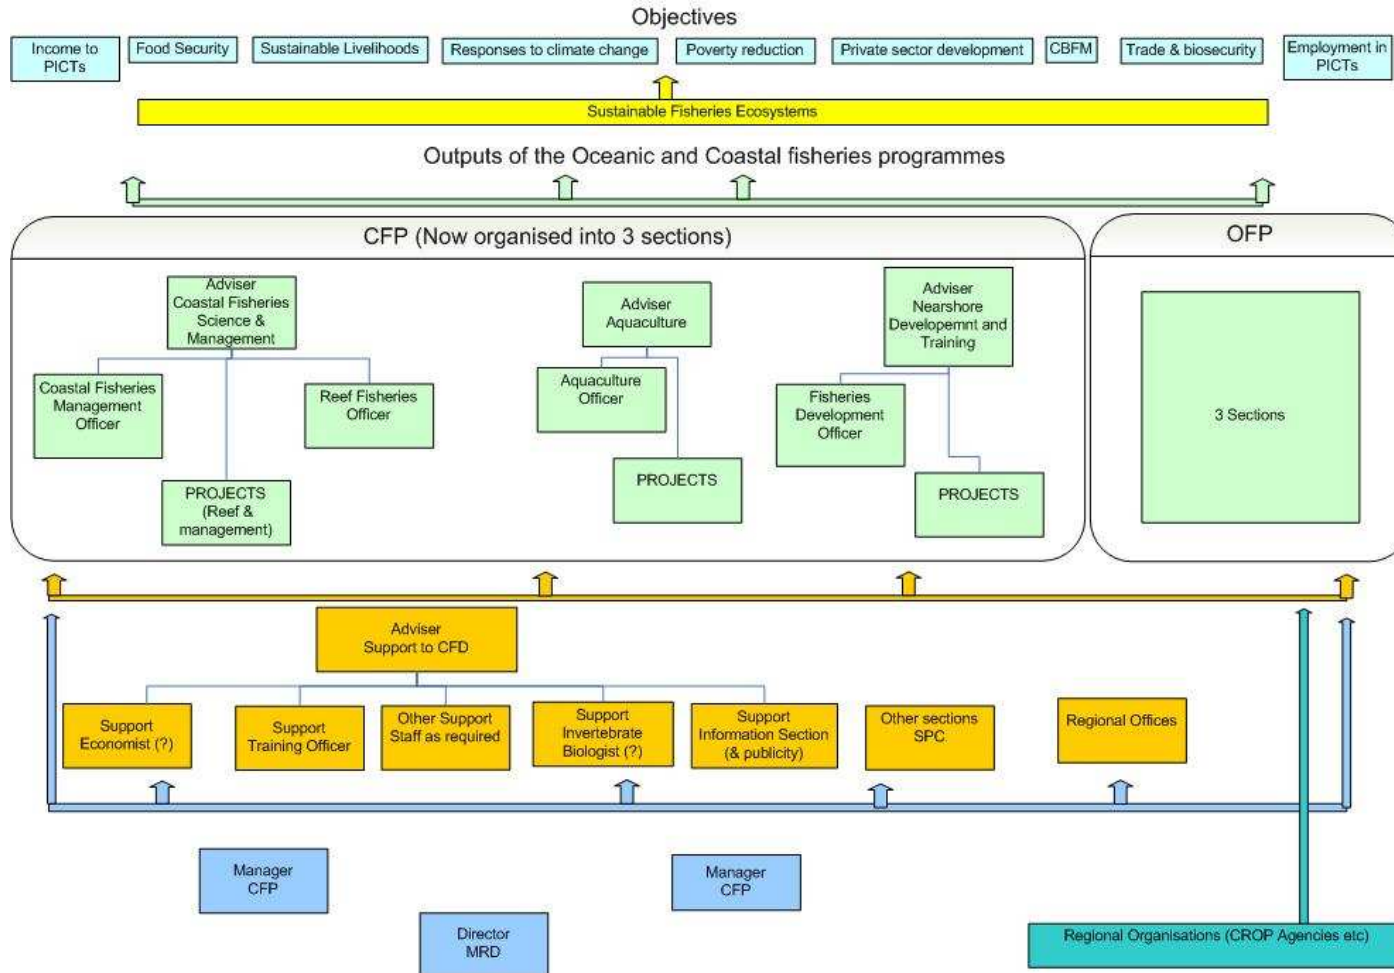 Objectives
Income to
PICTs
Food Security
Sustainable Livelihoods
Responses to climate change
Poverty reduction
Private sector development
CBFM
Trade & biosecurity
Employment in
PICTs
Sustainable Fisheries Ecosystems
Outputs of the Oceanic and Coastal fisheries programmes
CFP (Now organised into 3 sections)
OFP
Adviser
Coastal Fisheries
Science &
Management
Adviser
Aquaculture
Adviser
Nearshore
Developemnt and
Training
Coastal Fisheries
Management
Officer
Reef Fisheries
Officer
Aquaculture
Officer
Fisheries
Development
Officer
3 Sections
PROJECTS
(Reef &
management)
PROJECTS
PROJECTS
Adviser
Support to CFD
Support
Economist (?)
Support
Training Officer
Other Support
Staff as required
Support
Invertebrate
Biologist (?)
Support
Information Section
(& publicity)
Other sections
SPC
Regional Offices
Manager
CFP
Manager
CFP
Director
MRD
Regional Organisations (CROP Agencies etc)